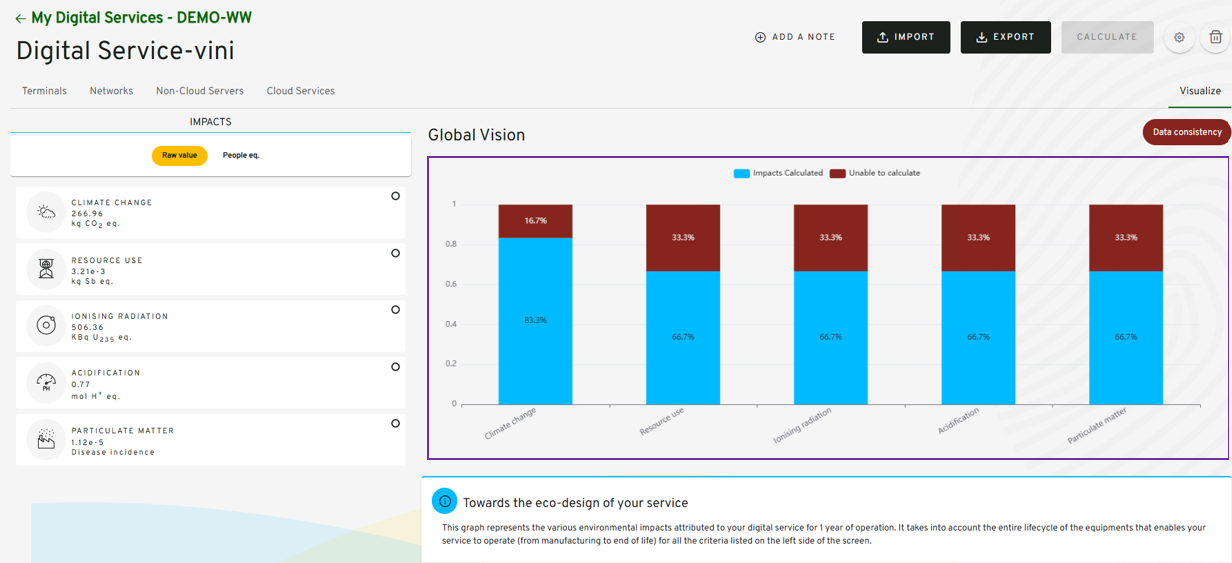 ← My Digital Services - DEMO-WW
Digital Service-vini
ADD A NOTE
IMPORT
EXPORT
CALCULATE
Terminals Networks Non-Cloud Servers Cloud Services Visualize
IMPACTS
Raw value People eq.
CLIMATE CHANGE
266.96
kg CO₂ eq.
RESOURCE USE
3.21e-3
kg Sb eq.
IONISING RADIATION
506.36
KBq U₂₃₅ eq.
PH
ACIDIFICATION
0.77
mol H⁺ eq.
PARTICULATE MATTER
1.12e-5
Disease incidence
Global Vision
Data consistency
Impacts Calculated Unable to calculate
1
0.8
0.6
0.4
0.2
0
16.7% 33.3% 33.3% 33.3% 33.3%
83.3% 66.7% 66.7% 66.7% 66.7%
Climate change Resource use Ionising radiation Acidification Particulate matter
Towards the eco-design of your service
This graph represents the various environmental impacts attributed to your digital service for 1 year of operation. It takes into account the entire lifecycle of the equipments that enables your
service to operate (from manufacturing to end of life) for all the criteria listed on the left side of the screen.